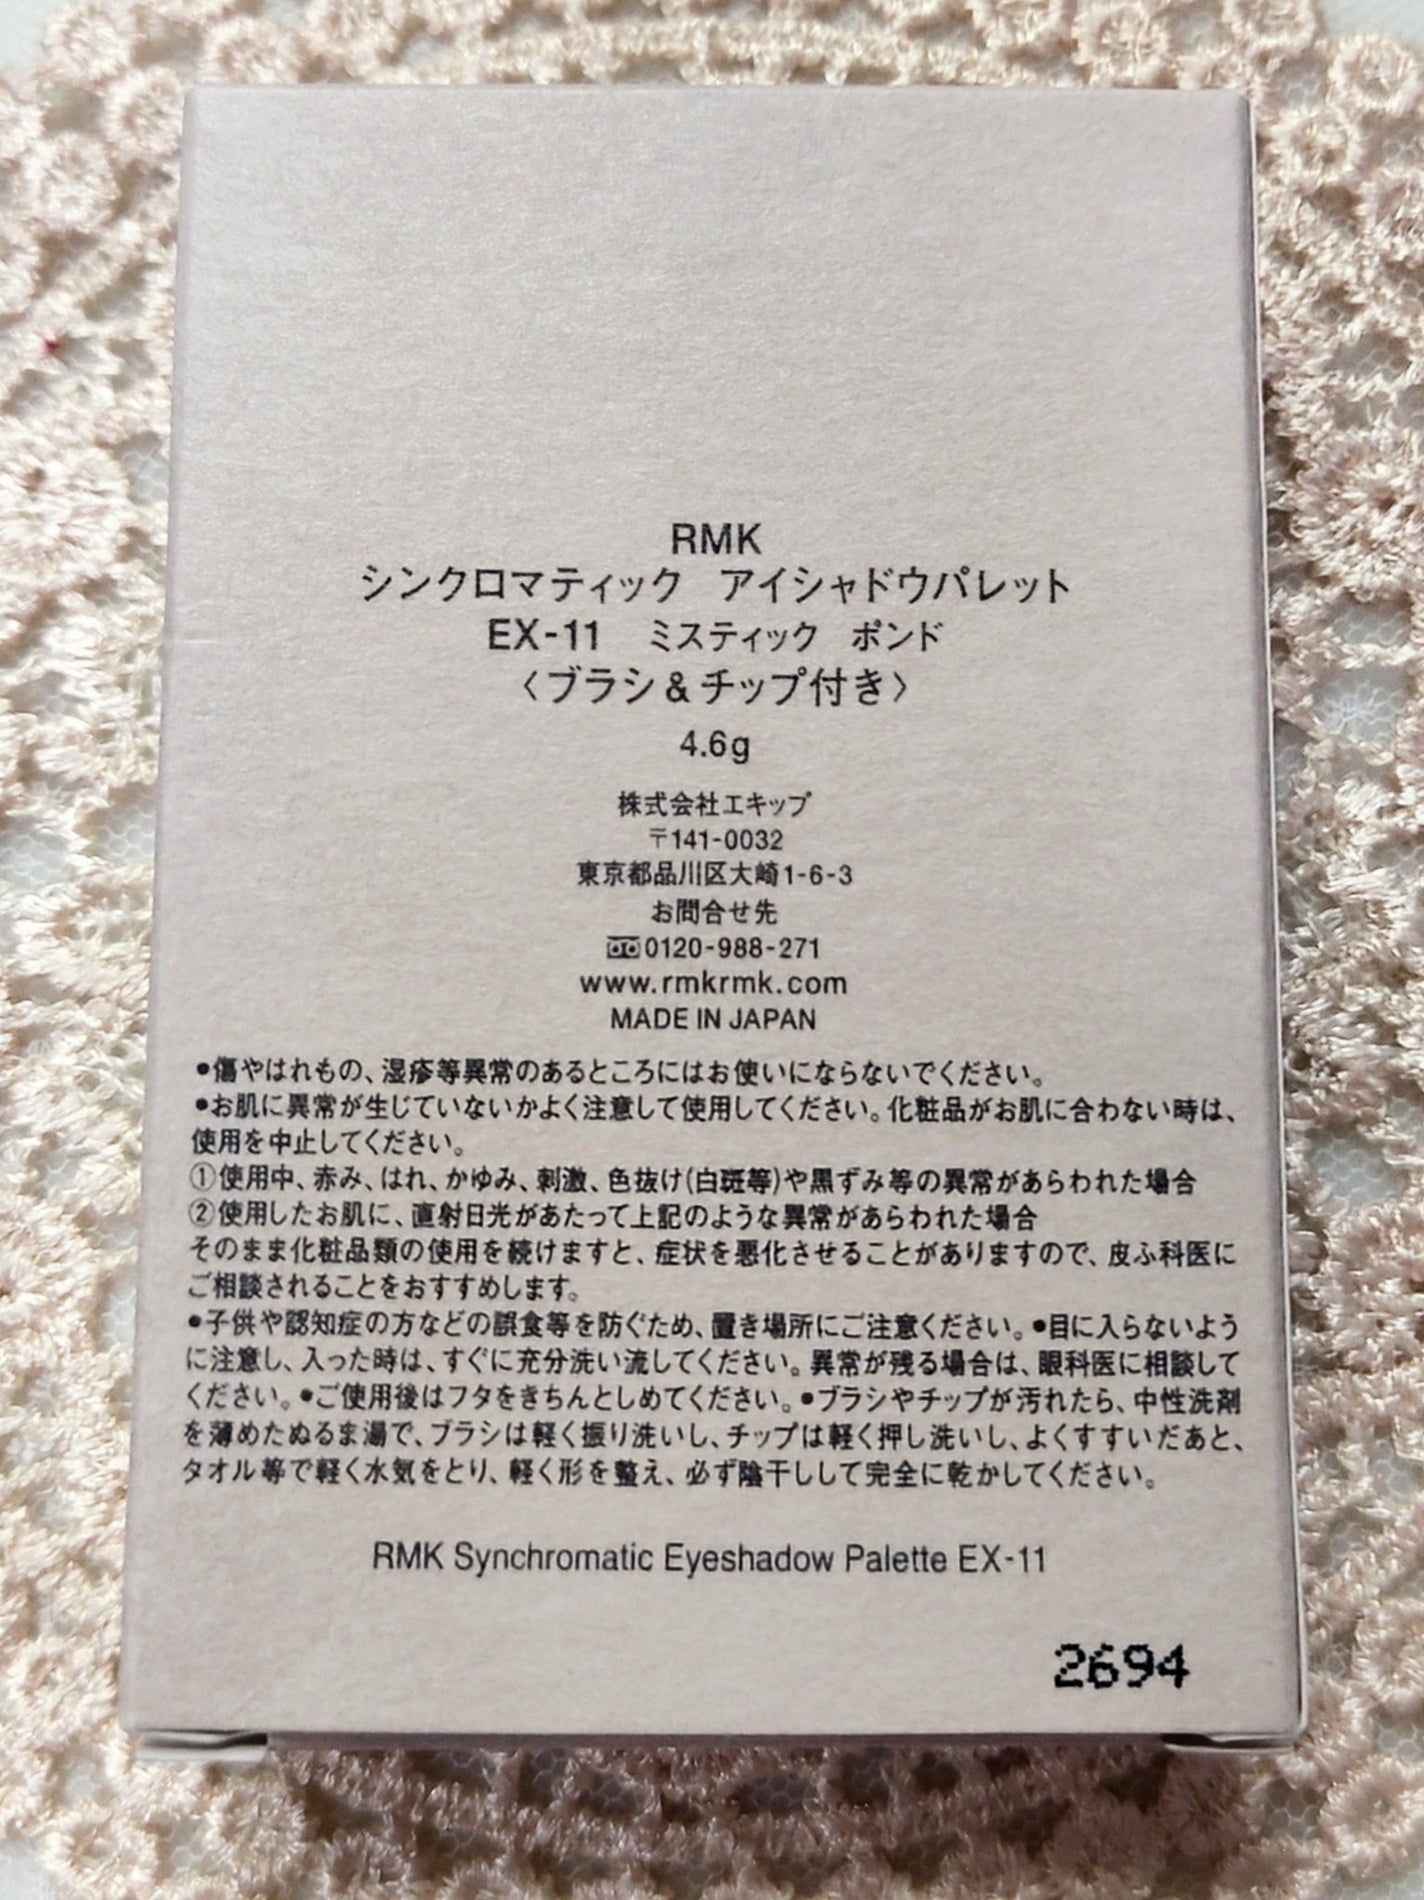 RMK
シンクロマティック アイシャドウパレット
EX-11 ミスティック ポンド
〈ブラシ＆チップ付き〉
4.6g
株式会社エキップ
〒141-0032
東京都品川区大崎1-6-3
お問合せ先
0120-988-271
www.rmkrmk.com
MADE IN JAPAN
●傷やはれもの、湿疹等異常のあるところにはお使いにならないでください。
●お肌に異常が生じていないかよく注意して使用してください。化粧品がお肌に合わない時は、
使用を中止してください。
①使用中、赤み、はれ、かゆみ、刺激、色抜け(白斑等)や黒ずみ等の異常があらわれた場合
②使用したお肌に、直射日光があたって上記のような異常があらわれた場合
そのまま化粧品類の使用を続けますと、症状を悪化させることがありますので、皮ふ科医に
ご相談されることをおすすめします。
●子供や認知症の方などの誤食等を防ぐため、置き場所にご注意ください。●目に入らないよう
に注意し、入った時は、すぐに充分洗い流してください。異常が残る場合は、眼科医に相談して
ください。●ご使用後はフタをきちんとしめてください。●ブラシやチップが汚れたら、中性洗剤
を薄めたぬるま湯で、ブラシは軽く振り洗いし、チップは軽く押し洗いし、よくすすいだあと、
タオル等で軽く水気をとり、軽く形を整え、必ず陰干しして完全に乾かしてください。
RMK Synchromatic Eyeshadow Palette EX-11
2694